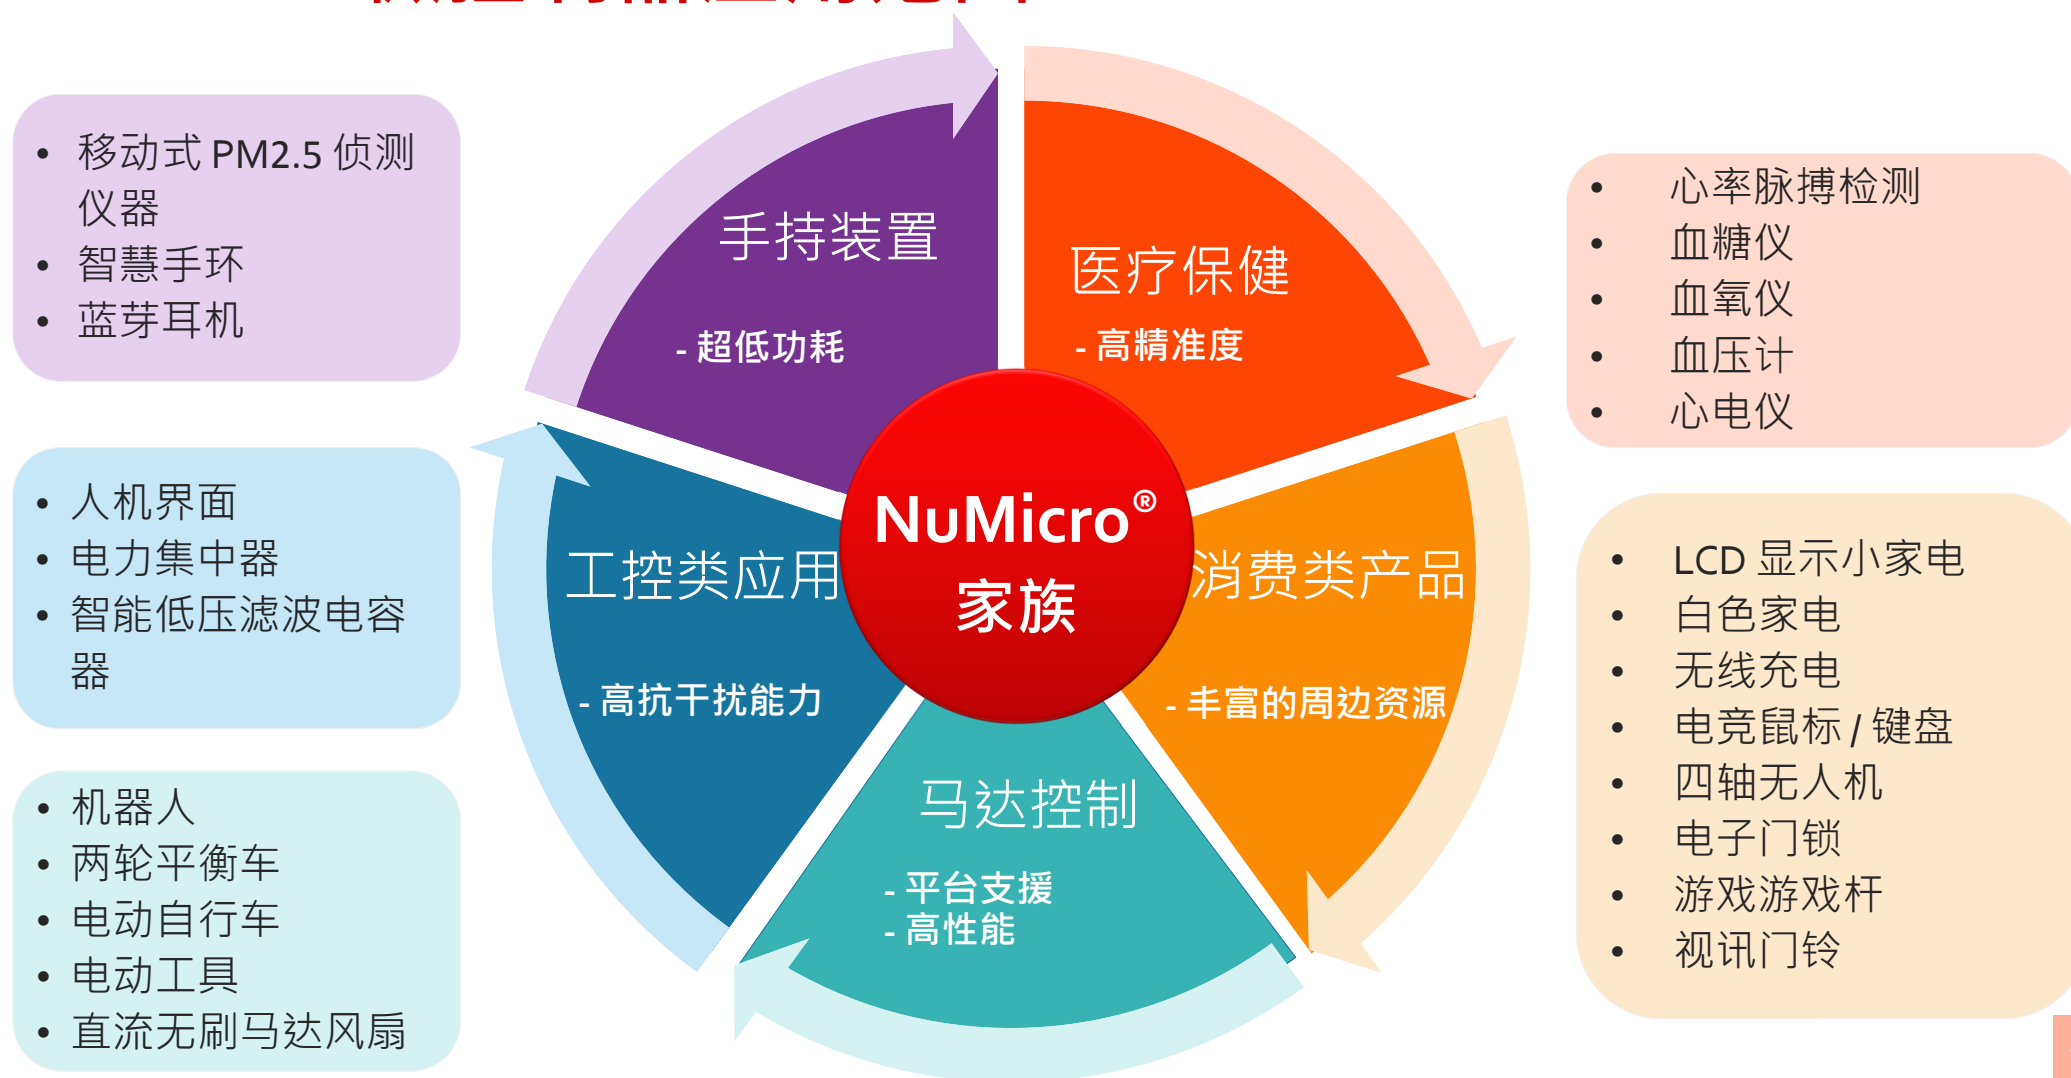 • 移动式 PM2.5 侦测
仪器
• 智慧手环
• 蓝芽耳机
• 人机界面
• 电力集中器
• 智能低压滤波电容
器
• 机器人
• 两轮平衡车
• 电动自行车
• 电动工具
• 直流无刷马达风扇
手持装置
- 超低功耗
医疗保健
- 高精准度
NuMicro®
家族
工控类应用
- 高抗干扰能力
消费类产品
- 丰富的周边资源
马达控制
- 平台支援
- 高性能
• 心率脉搏检测
• 血糖仪
• 血氧仪
• 血压计
• 心电仪
• LCD 显示小家电
• 白色家电
• 无线充电
• 电竞鼠标 / 键盘
• 四轴无人机
• 电子门锁
• 游戏游戏杆
• 视讯门铃